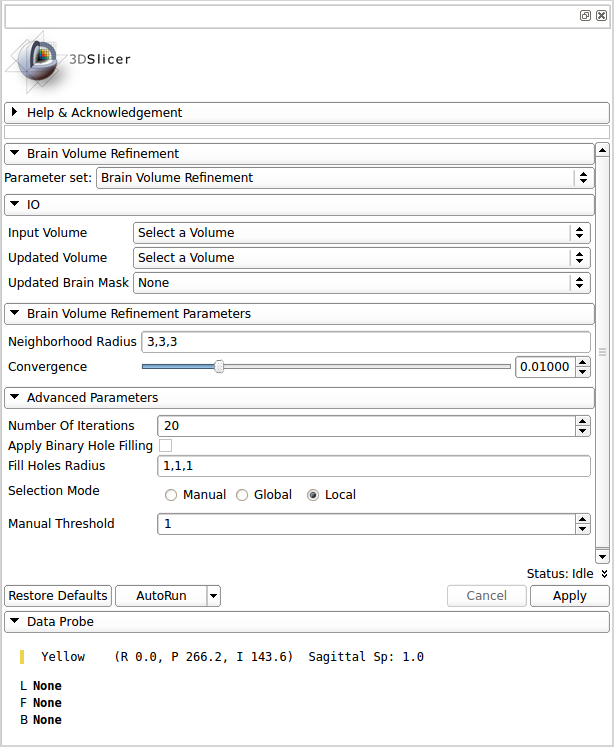 3DSlicer
Help & Acknowledgement
Brain Volume Refinement
Parameter set: Brain Volume Refinement
IO
Input Volume Select a Volume
Updated Volume Select a Volume
Updated Brain Mask None
Brain Volume Refinement Parameters
Neighborhood Radius 3,3,3
Convergence 0.01000
Advanced Parameters
Number Of Iterations 20
Apply Binary Hole Filling
Fill Holes Radius 1,1,1
Selection Mode Manual Global Local
Manual Threshold 1
Status: Idle
Restore Defaults AutoRun Cancel Apply
Data Probe
Yellow (R 0.0, P 266.2, I 143.6) Sagittal Sp: 1.0
L None
F None
B None